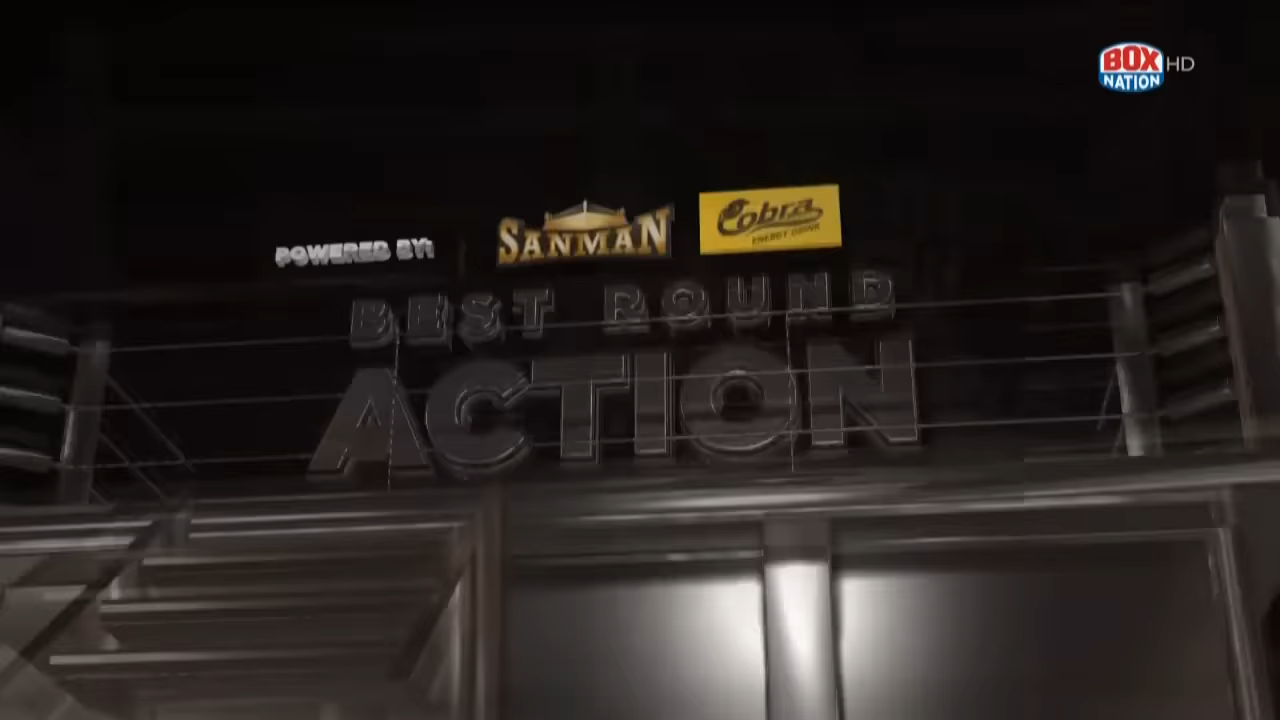 BOX NATION HD
POWERED BY:
SANMAN
Cobra
ENERGY DRINK
BEST ROUND
ACTION